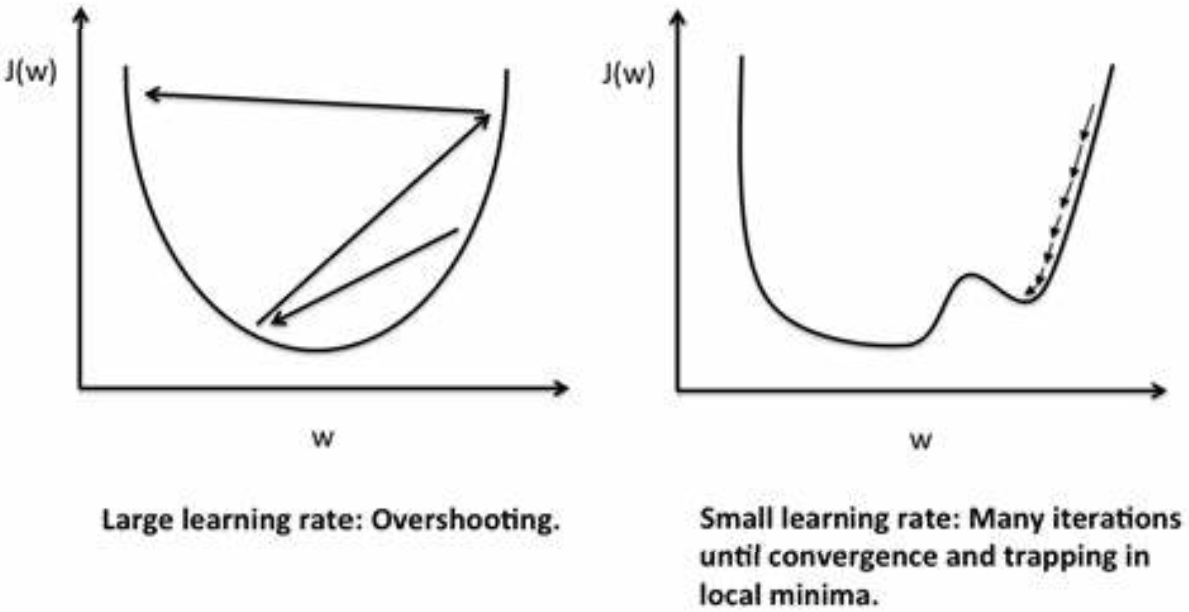 J(w)
w
Large learning rate: Overshooting.
J(w)
w
Small learning rate: Many iterations
until convergence and trapping in
local minima.